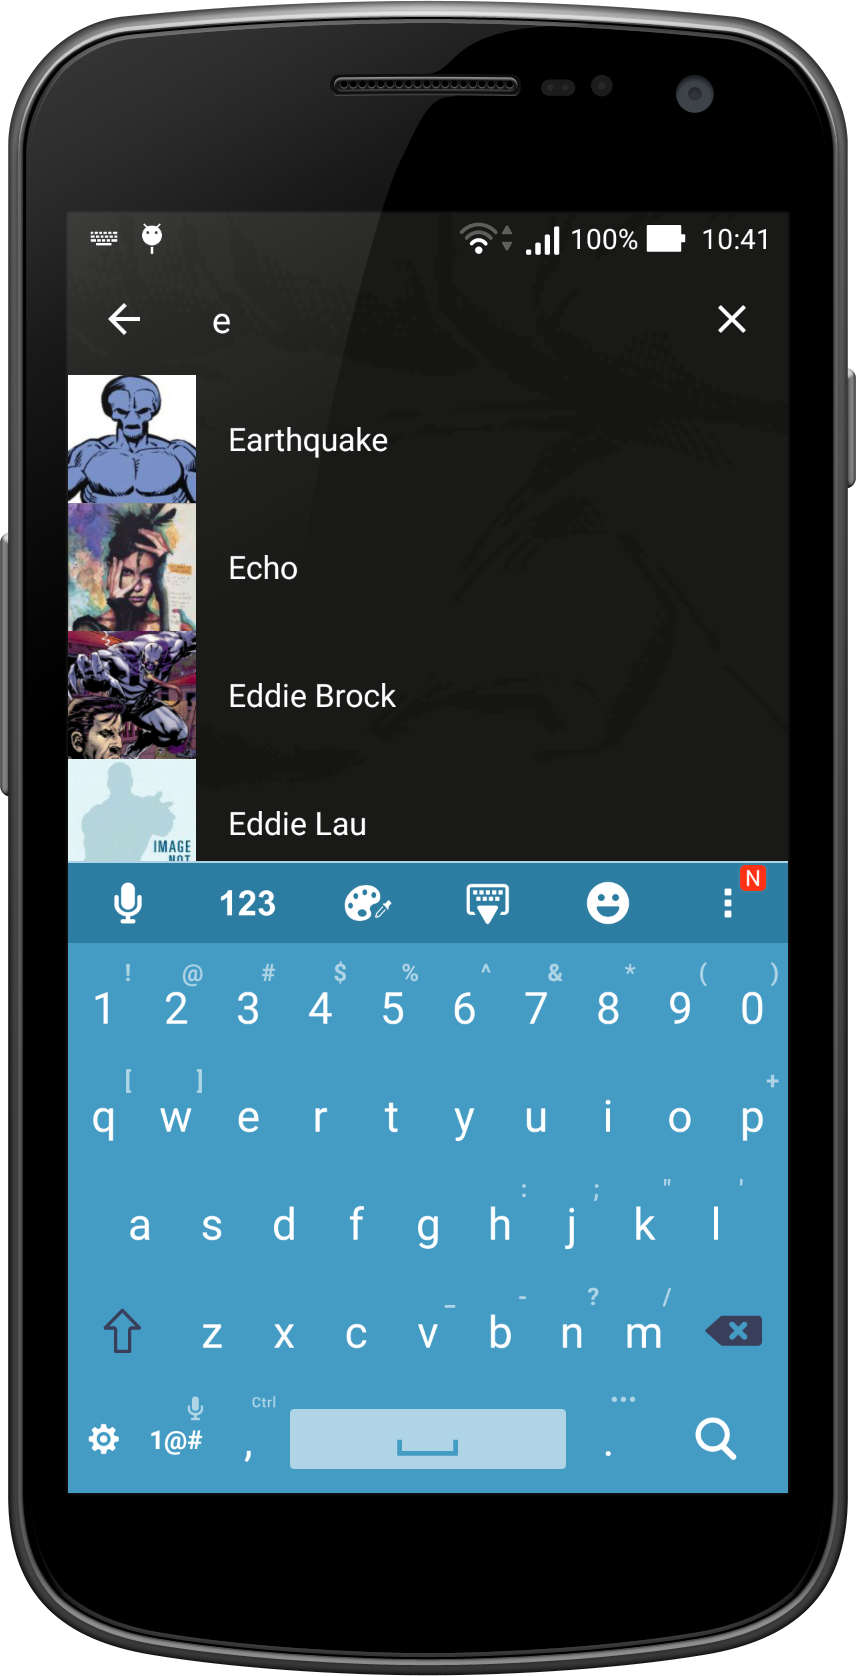 100% 10:41
e
Earthquake
Echo
Eddie Brock
Eddie Lau
IMAGE
NOT
123 N
! @ # $ % ^ & * ( )
1 2 3 4 5 6 7 8 9 0
[ ] +
q w e r t y u i o p
: ; " '
a s d f g h j k l
_ - ? /
z x c v b n m
Ctrl •••
1@# , .